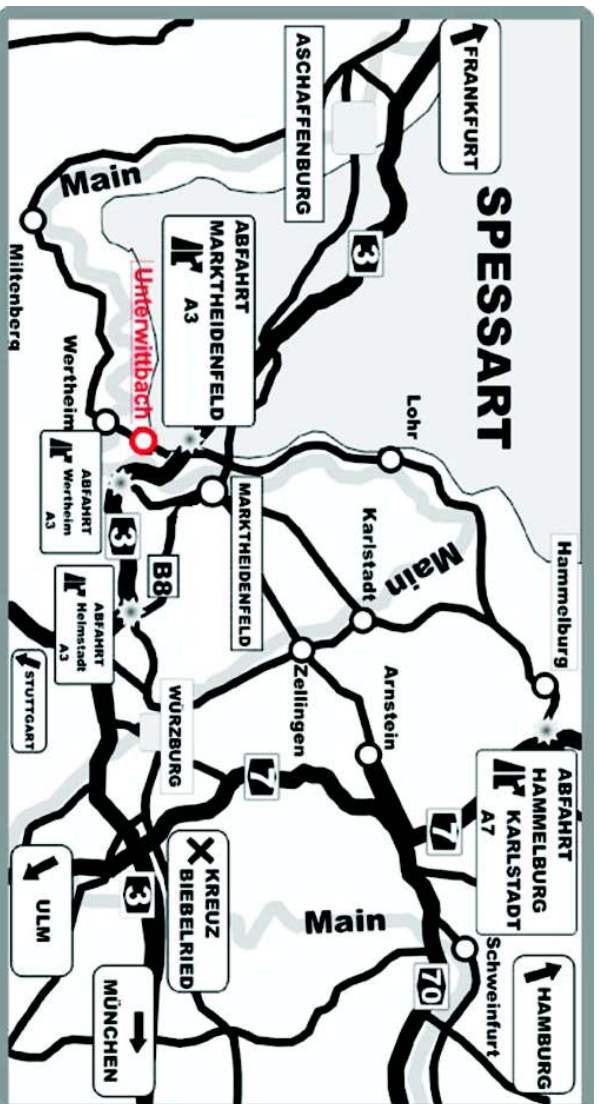 FRANKFURT
SPESSART
Hammelburg
ABFAHRT
HAMMELBURG
KARLSTADT
A7
HAMBURG
ASCHAFFENBURG
3
Lohr
7
Schweinfurt
Main
ABFAHRT
MARKTHEIDENFELD
A3
Karlstadt
Main
Arnstein
70
Unterwittbach
MARKTHEIDENFELD
Zellingen
7
Main
Miltenberg
Wertheim
B8
WÜRZBURG
KREUZ
BIEBELRIED
ABFAHRT
Wertheim
A3
3
ABFAHRT
Helmstadt
A3
3
STUTTGART
ULM
MÜNCHEN